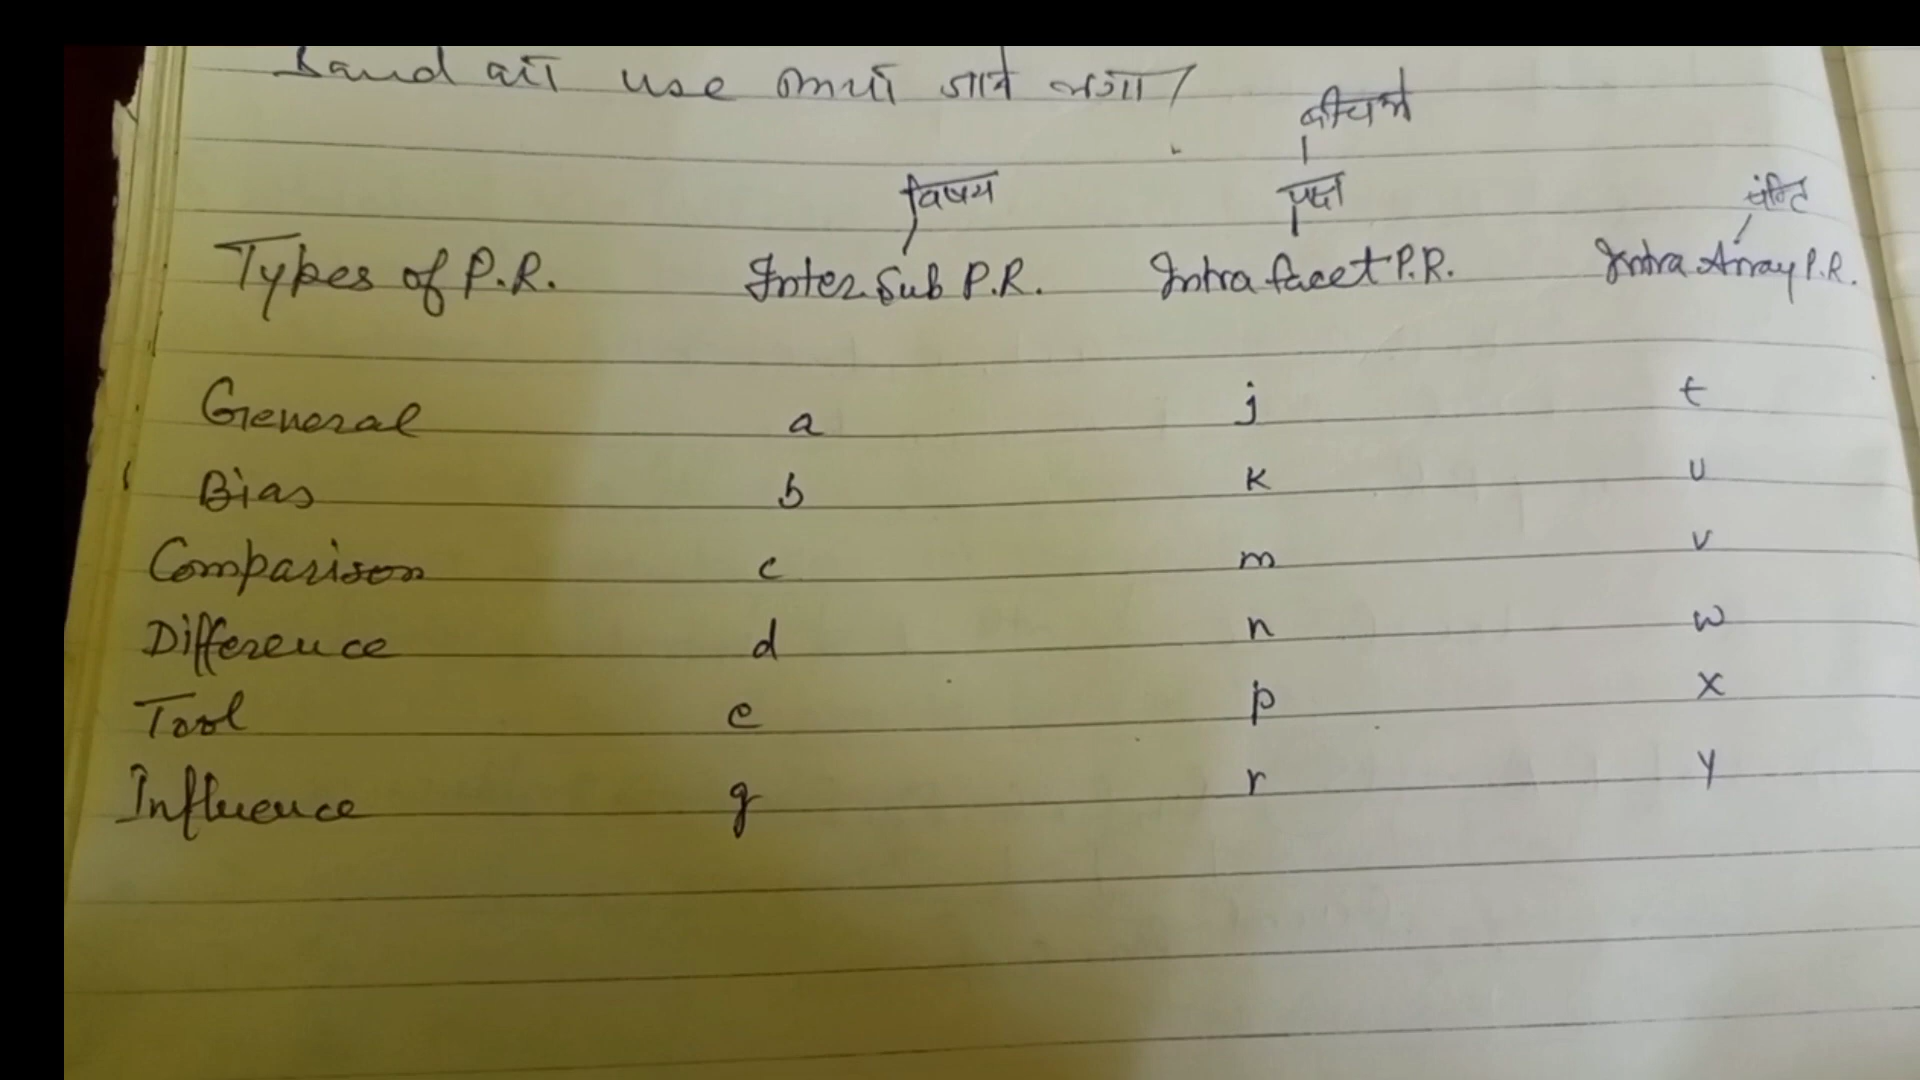 band को use किया जाने लगा।
बीच में
विषय पक्ष पंक्ति
Types of P.R. Inter Sub P.R. Intra facet P.R. Intra Array P.R.
General a j t
Bias b k u
Comparison c m v
Difference d n w
Tool e p x
Influence g r y